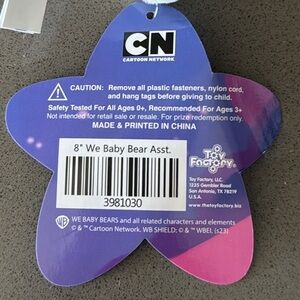 CN
CARTOON NETWORK
CAUTION: Remove all plastic fasteners, nylon cord,
and hang tags before giving to child.
Safety Tested For All Ages 0+, Recommended For Ages 3+
Not intended for retail sale or resale. For prize redemption only.
MADE & PRINTED IN CHINA
8" We Baby Bear Asst.
3981030
Toy
Factory
Toy Factory, LLC.
1235 Gembler Road
San Antonio, TX 78219
U.S.A.
www.thetoyfactory.biz
WB WE BABY BEARS and all related characters and elements
© & ™ Cartoon Network. WB SHIELD: © & ™ WBEI. (s23)